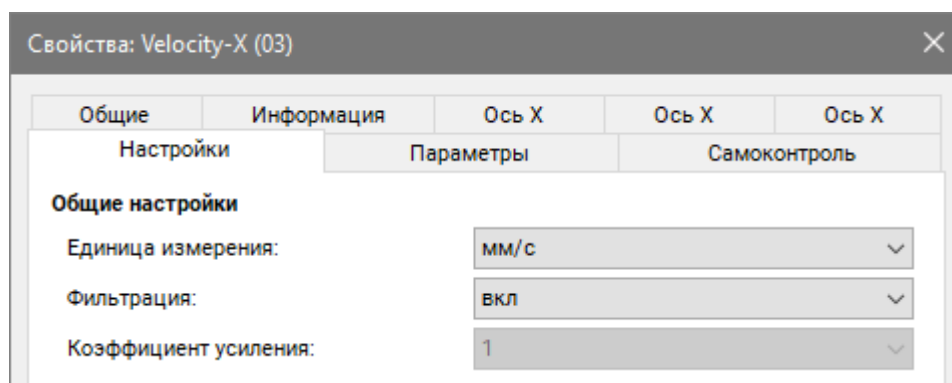 Свойства: Velocity-X (03)
Общие Информация Ось X Ось X Ось X
Настройки Параметры Самоконтроль
Общие настройки
Единица измерения: мм/с
Фильтрация: вкл
Коэффициент усиления: 1